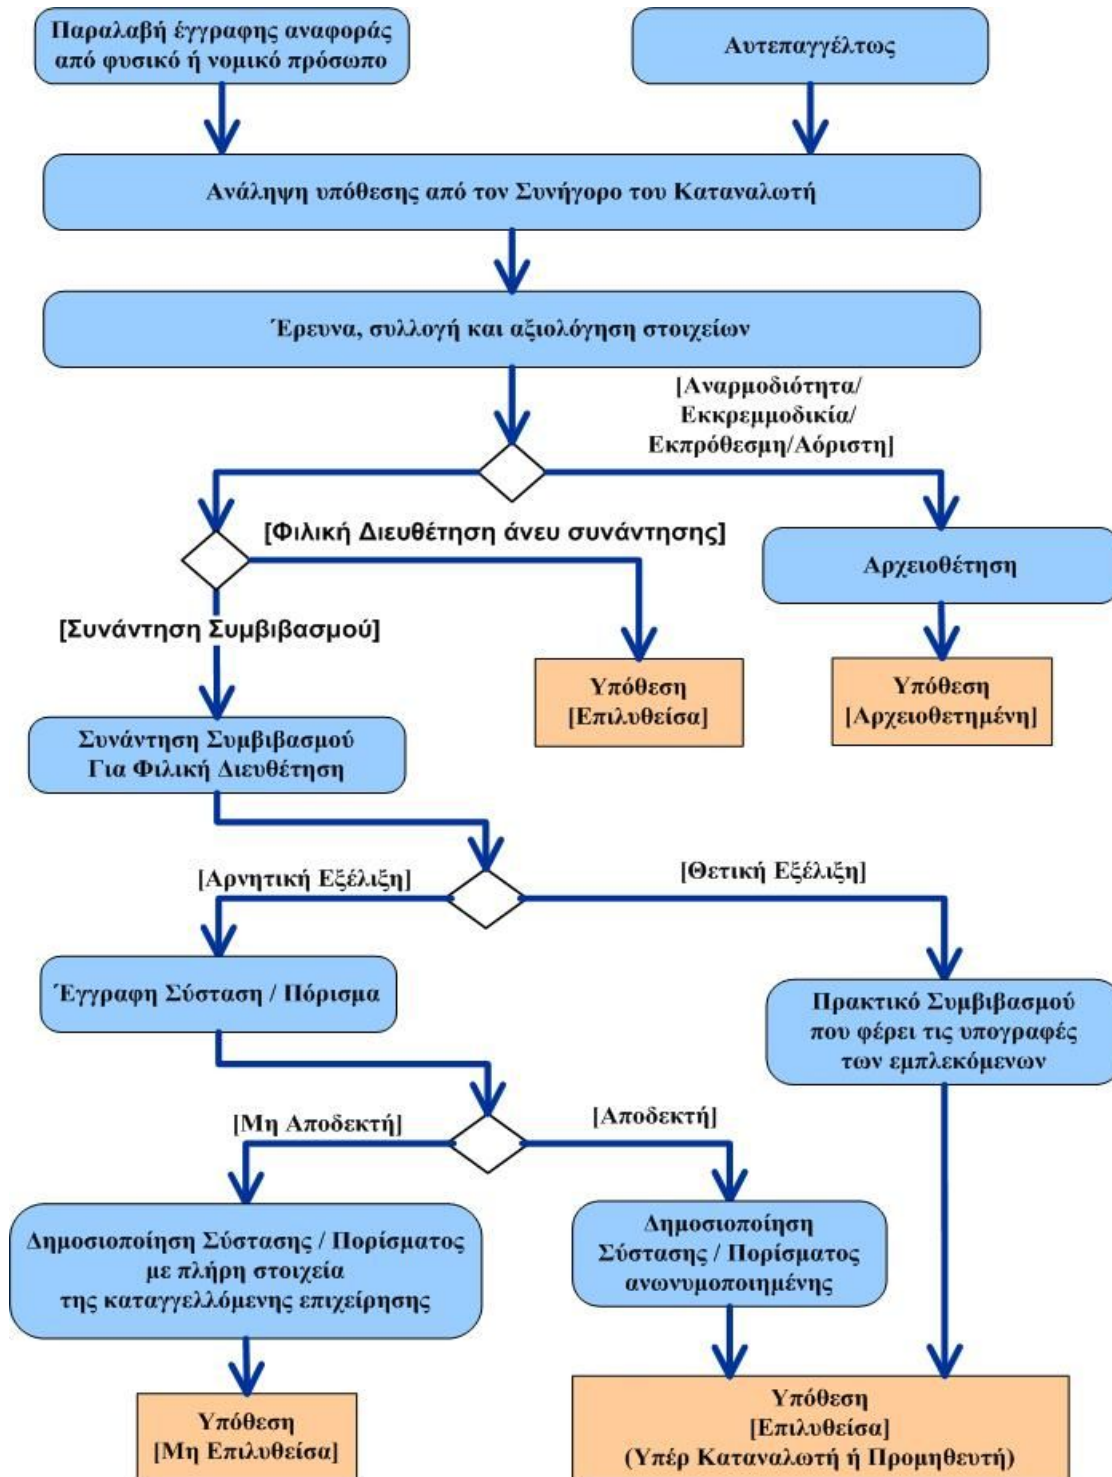 Παραλαβή έγγραφης αναφοράς
από φυσικό ή νομικό πρόσωπο
Αυτεπαγγέλτως
Ανάληψη υπόθεσης από τον Συνήγορο του Καταναλωτή
Έρευνα, συλλογή και αξιολόγηση στοιχείων
[Αναρμοδιότητα/
Εκκρεμμοδικία/
Εκπρόθεσμη/Αόριστη]
[Φιλική Διευθέτηση άνευ συνάντησης]
Αρχειοθέτηση
[Συνάντηση Συμβιβασμού]
Υπόθεση
[Επιλυθείσα]
Υπόθεση
[Αρχειοθετημένη]
Συνάντηση Συμβιβασμού
Για Φιλική Διευθέτηση
[Αρνητική Εξέλιξη]
[Θετική Εξέλιξη]
Έγγραφη Σύσταση / Πόρισμα
Πρακτικό Συμβιβασμού
που φέρει τις υπογραφές
των εμπλεκόμενων
[Μη Αποδεκτή]
[Αποδεκτή]
Δημοσιοποίηση Σύστασης / Πορίσματος
με πλήρη στοιχεία
της καταγγελλόμενης επιχείρησης
Δημοσιοποίηση
Σύστασης / Πορίσματος
ανωνυμοποιημένης
Υπόθεση
[Μη Επιλυθείσα]
Υπόθεση
[Επιλυθείσα]
(Υπέρ Καταναλωτή ή Προμηθευτή)